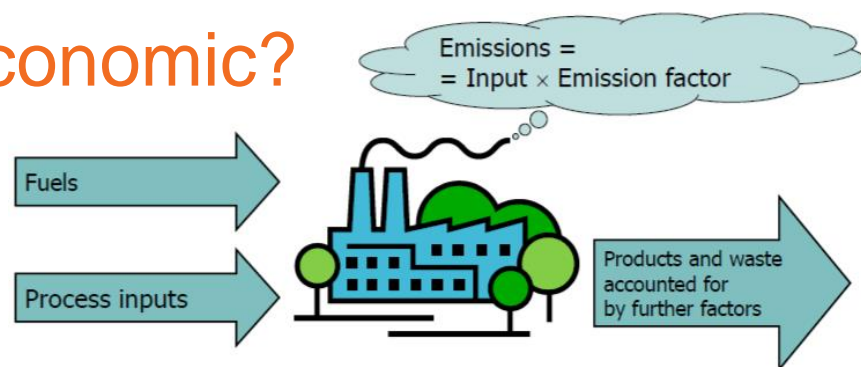 conomic?
Emissions =
= Input × Emission factor
Fuels
Process inputs
Products and waste
accounted for
by further factors